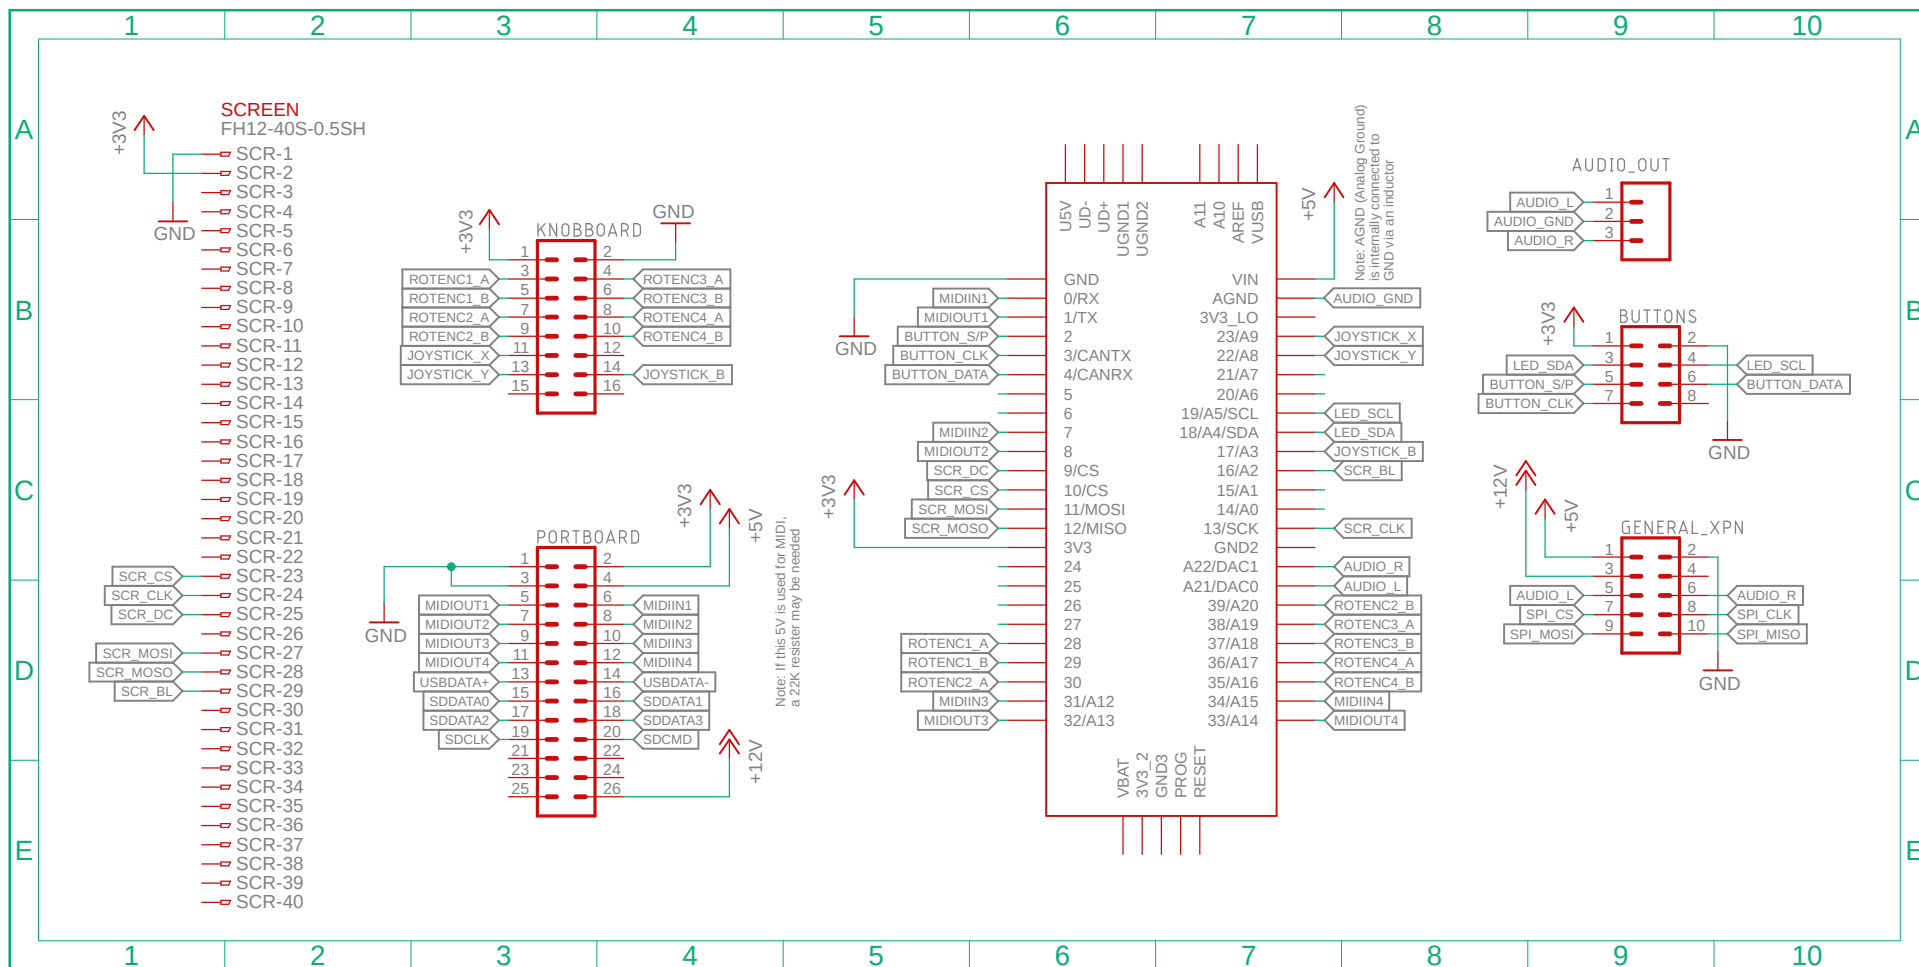 1 2 3 4 5 6 7 8 9 10
A
B
C
D
E
A
B
C
D
E
SCREEN
FH12-40S-0.5SH
+3V3
GND
SCR-1
SCR-2
SCR-3
SCR-4
SCR-5
SCR-6
SCR-7
SCR-8
SCR-9
SCR-10
SCR-11
SCR-12
SCR-13
SCR-14
SCR-15
SCR-16
SCR-17
SCR-18
SCR-19
SCR-20
SCR-21
SCR-22
SCR_CS SCR-23
SCR_CLK SCR-24
SCR_DC SCR-25
SCR-26
SCR_MOSI SCR-27
SCR_MOSO SCR-28
SCR_BL SCR-29
SCR-30
SCR-31
SCR-32
SCR-33
SCR-34
SCR-35
SCR-36
SCR-37
SCR-38
SCR-39
SCR-40
+3V3
GND
KNOBBOARD
1 2
ROTENC1_A 3 4 ROTENC3_A
ROTENC1_B 5 6 ROTENC3_B
ROTENC2_A 7 8 ROTENC4_A
ROTENC2_B 9 10 ROTENC4_B
JOYSTICK_X 11 12
JOYSTICK_Y 13 14 JOYSTICK_B
15 16
+3V3
+5V
GND
PORTBOARD
1 2
3 4
MIDIOUT1 5 6 MIDIIN1
MIDIOUT2 7 8 MIDIIN2
MIDIOUT3 9 10 MIDIIN3
MIDIOUT4 11 12 MIDIIN4
USBDATA+ 13 14 USBDATA-
SDDATA0 15 16 SDDATA1
SDDATA2 17 18 SDDATA3
SDCLK 19 20 SDCMD
21 22
23 24
25 26
+12V
Note: If this 5V is used for MIDI,
a 22K resister may be needed
GND
+3V3
U5V
UD-
UD+
UGND1
UGND2
A11
A10
AREF
VUSB
+5V
Note: AGND (Analog Ground)
is internally connected to
GND via an inductor
GND VIN
MIDIIN1 0/RX AGND AUDIO_GND
MIDIOUT1 1/TX 3V3_LO
BUTTON_S/P 2 23/A9 JOYSTICK_X
BUTTON_CLK 3/CANTX 22/A8 JOYSTICK_Y
BUTTON_DATA 4/CANRX 21/A7
5 20/A6
6 19/A5/SCL LED_SCL
MIDIIN2 7 18/A4/SDA LED_SDA
MIDIOUT2 8 17/A3 JOYSTICK_B
SCR_DC 9/CS 16/A2 SCR_BL
SCR_CS 10/CS 15/A1
SCR_MOSI 11/MOSI 14/A0
SCR_MOSO 12/MISO 13/SCK SCR_CLK
3V3 GND2
24 A22/DAC1 AUDIO_R
25 A21/DAC0 AUDIO_L
26 39/A20 ROTENC2_B
27 38/A19 ROTENC3_A
ROTENC1_A 28 37/A18 ROTENC3_B
ROTENC1_B 29 36/A17 ROTENC4_A
ROTENC2_A 30 35/A16 ROTENC4_B
MIDIIN3 31/A12 34/A15 MIDIIN4
MIDIOUT3 32/A13 33/A14 MIDIOUT4
VBAT
3V3_2
GND3
PROG
RESET
AUDIO_OUT
AUDIO_L 1
AUDIO_GND 2
AUDIO_R 3
+3V3
BUTTONS
1 2
LED_SDA 3 4 LED_SCL
BUTTON_S/P 5 6 BUTTON_DATA
BUTTON_CLK 7 8
GND
+12V
+5V
GENERAL_XPN
1 2
3 4
AUDIO_L 5 6 AUDIO_R
SPI_CS 7 8 SPI_CLK
SPI_MOSI 9 10 SPI_MISO
GND
1 2 3 4 5 6 7 8 9 10